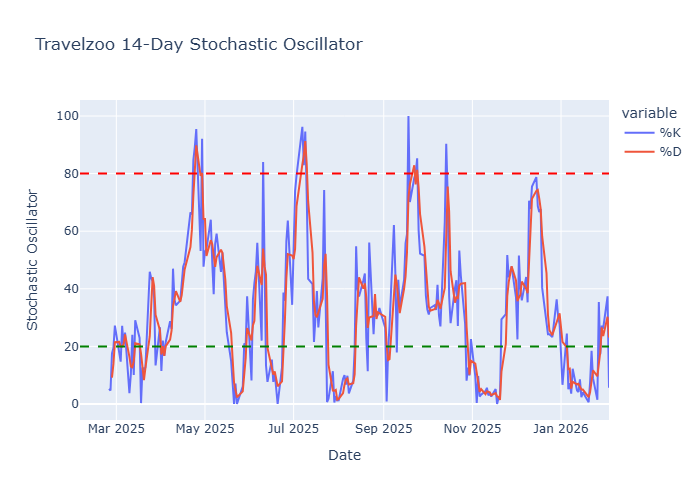 Travelzoo 14-Day Stochastic Oscillator
variable
%K
%D
100
80
60
40
20
0
Stochastic Oscillator
Mar 2025
May 2025
Jul 2025
Sep 2025
Nov 2025
Jan 2026
Date